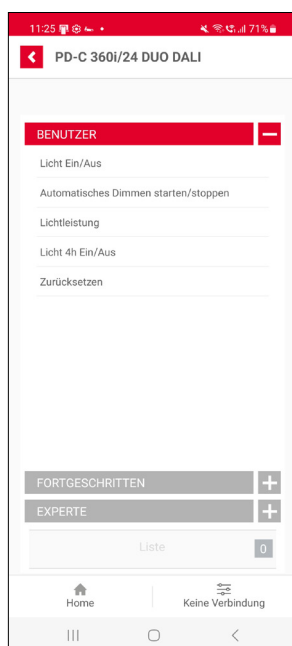 11:25 71%
PD-C 360i/24 DUO DALI
BENUTZER
Licht Ein/Aus
Automatisches Dimmen starten/stoppen
Lichtleistung
Licht 4h Ein/Aus
Zurücksetzen
FORTGESCHRITTEN
EXPERTE
Liste 0
Home Keine Verbindung